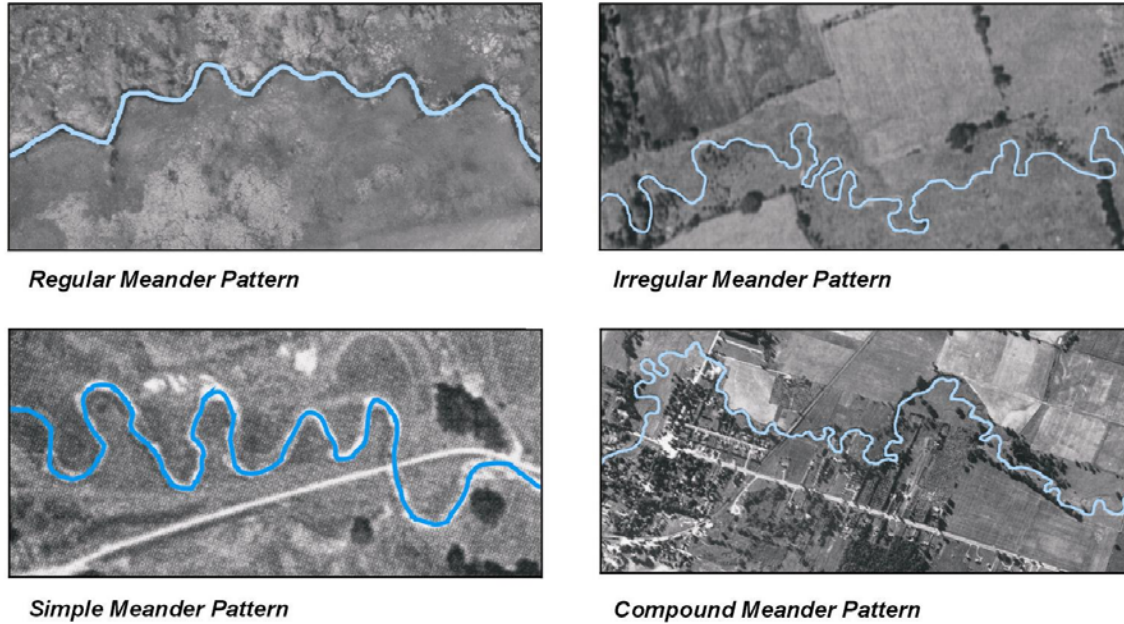 Regular Meander Pattern
Irregular Meander Pattern
Simple Meander Pattern
Compound Meander Pattern